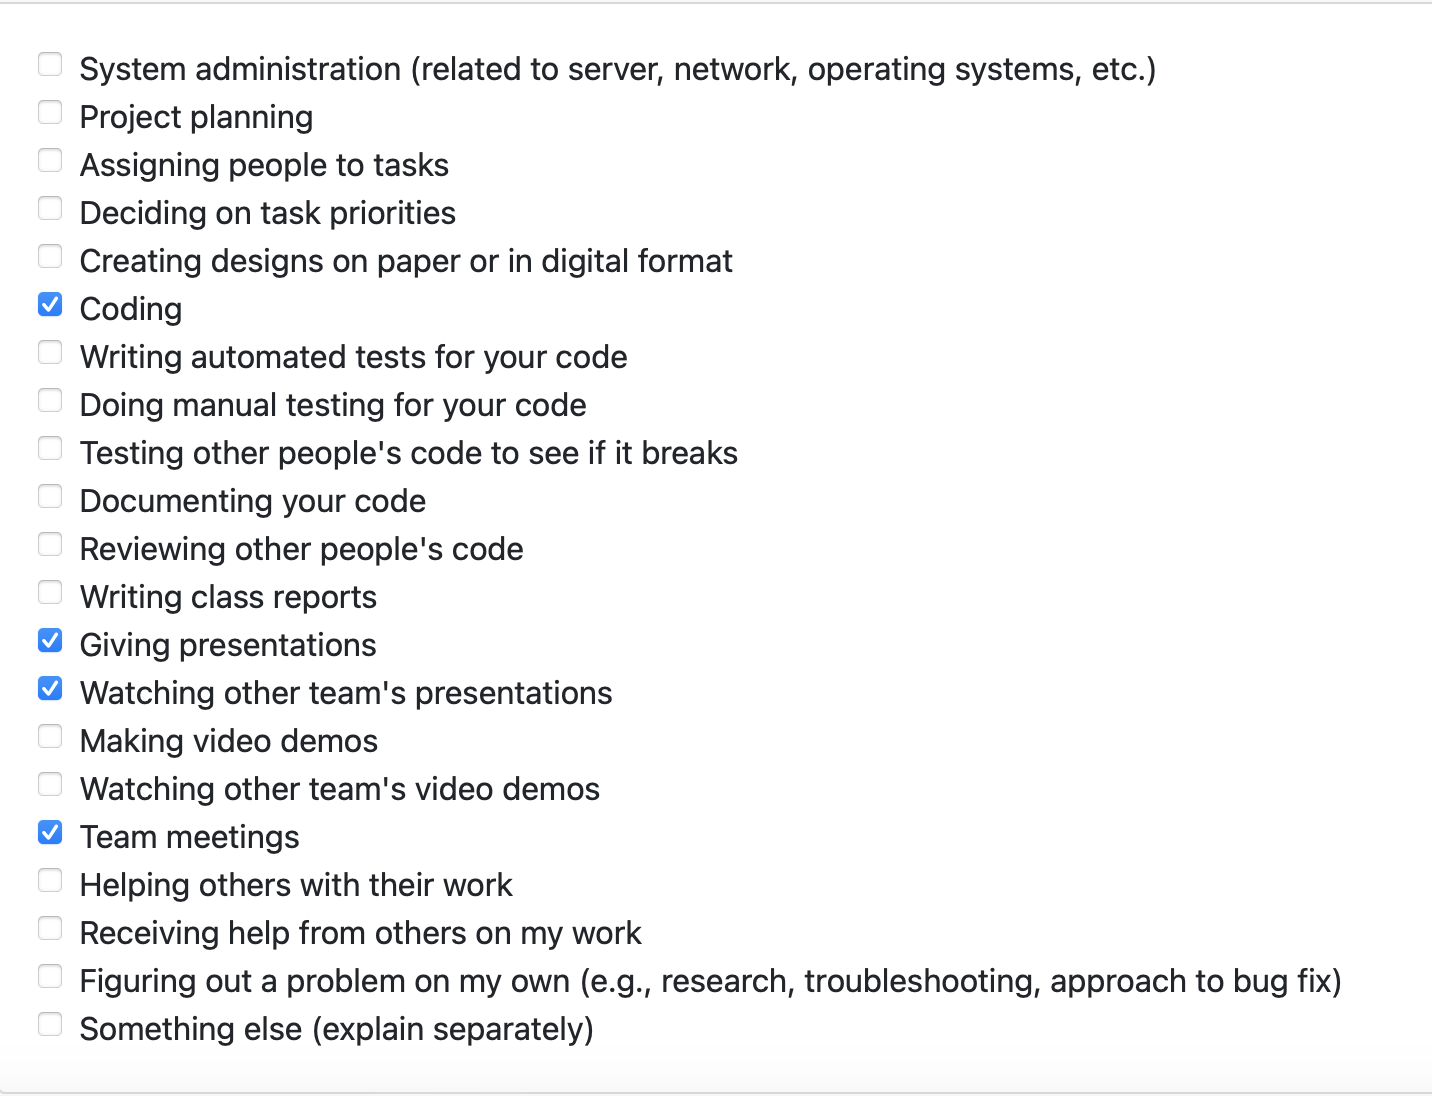 System administration (related to server, network, operating systems, etc.)
Project planning
Assigning people to tasks
Deciding on task priorities
Creating designs on paper or in digital format
Coding
Writing automated tests for your code
Doing manual testing for your code
Testing other people's code to see if it breaks
Documenting your code
Reviewing other people's code
Writing class reports
Giving presentations
Watching other team's presentations
Making video demos
Watching other team's video demos
Team meetings
Helping others with their work
Receiving help from others on my work
Figuring out a problem on my own (e.g., research, troubleshooting, approach to bug fix)
Something else (explain separately)